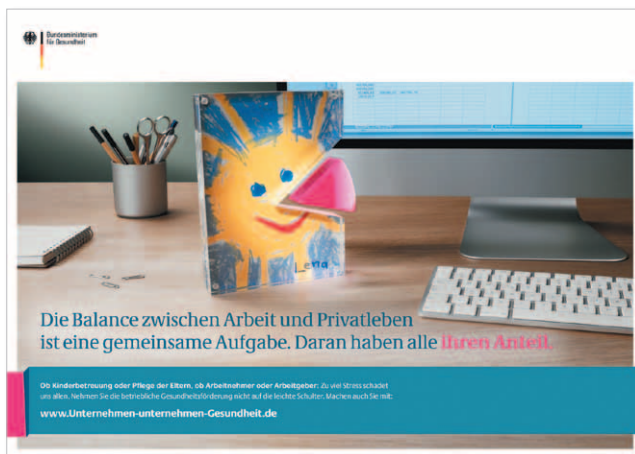 Bundesministerium
für Gesundheit
Lena
Die Balance zwischen Arbeit und Privatleben
ist eine gemeinsame Aufgabe. Daran haben alle ihren Anteil.
Ob Kinderbetreuung oder Pflege der Eltern, ob Arbeitnehmer oder Arbeitgeber: Zu viel Stress schadet
uns allen. Nehmen Sie die betriebliche Gesundheitsförderung nicht auf die leichte Schulter. Machen auch Sie mit:
www.Unternehmen-unternehmen-Gesundheit.de